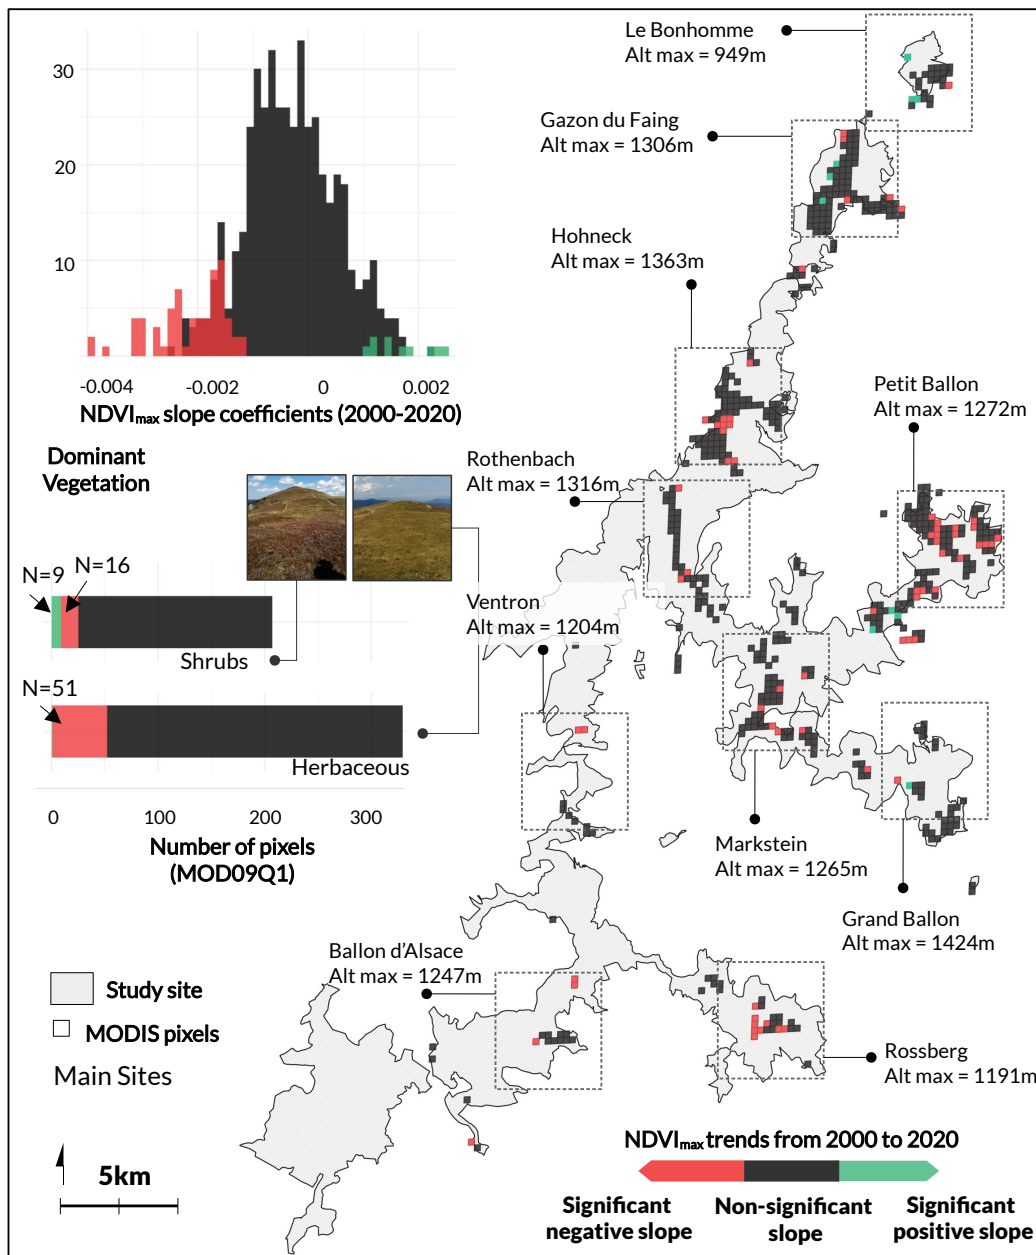 30
20
10
-0.004
-0.002
0
0.002
NDVImax slope coefficients (2000-2020)
Le Bonhomme
Alt max = 949m
Gazon du Faing
Alt max = 1306m
Hohneck
Alt max = 1363m
Petit Ballon
Alt max = 1272m
Rothenbach
Alt max = 1316m
Ventron
Alt max = 1204m
Markstein
Alt max = 1265m
Grand Ballon
Alt max = 1424m
Ballon d'Alsace
Alt max = 1247m
Rossberg
Alt max = 1191m
Dominant
Vegetation
N=9
N=16
Shrubs
N=51
Herbaceous
0
100
200
300
Number of pixels
(MOD09Q1)
Study site
MODIS pixels
Main Sites
5km
NDVImax trends from 2000 to 2020
Significant
negative slope
Non-significant
slope
Significant
positive slope